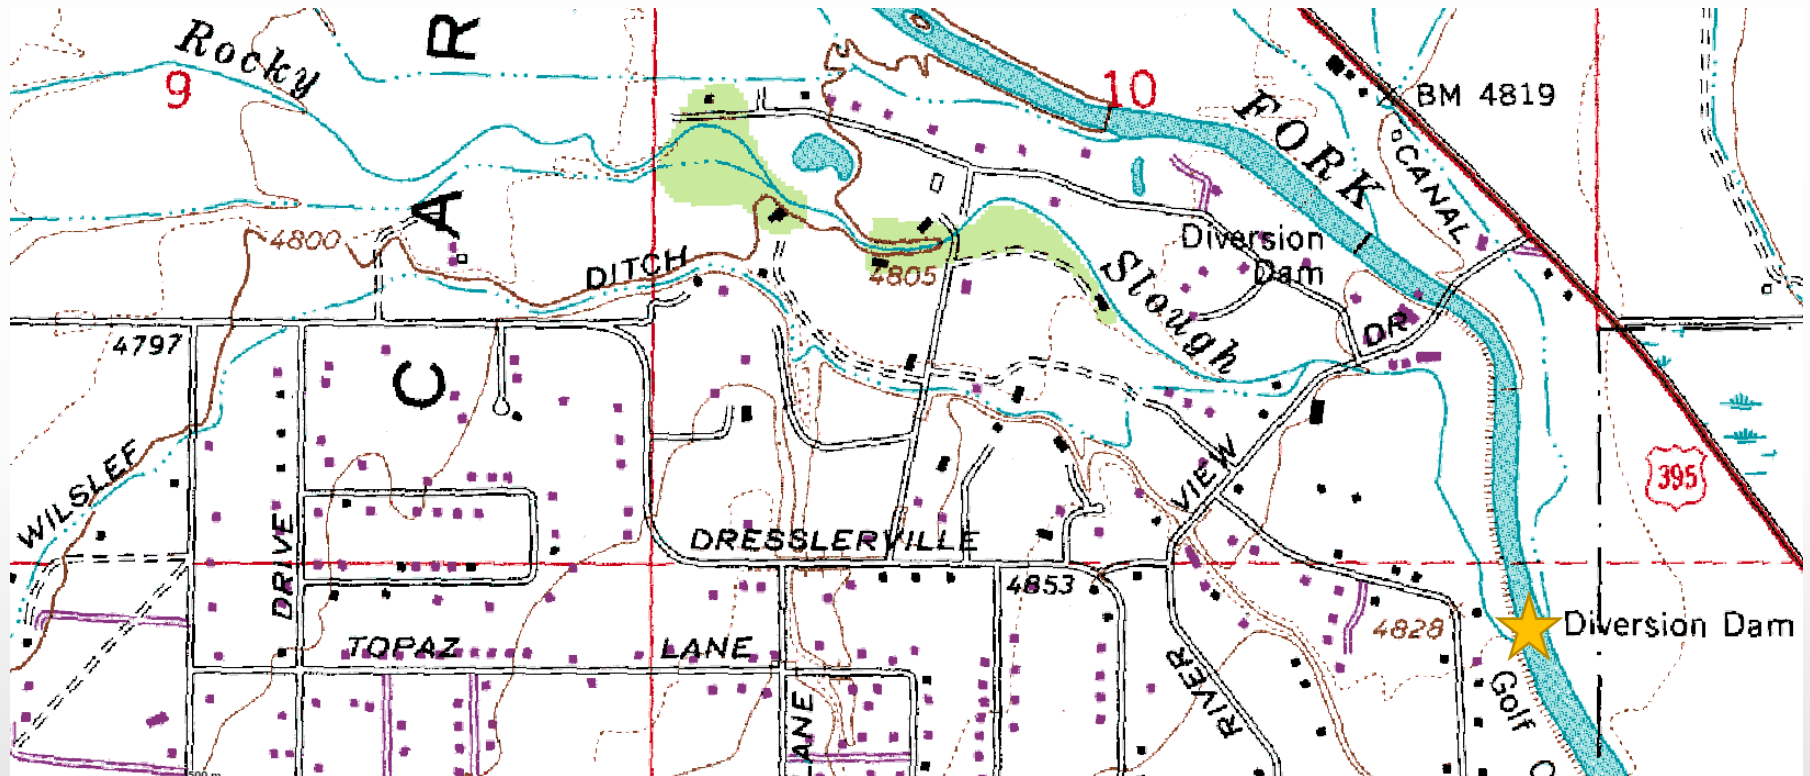 Rocky
R
9
10
BM 4819
FORK
CANAL
A
4800
DITCH
4805
Slough
Diversion
Dam
DR
4797
C
395
WILSLEF
DRIVE
VIEW
DRESSLERVILLE
4853
TOPAZ
LANE
4828
Diversion Dam
RIVER
Golf
LANE
500 m